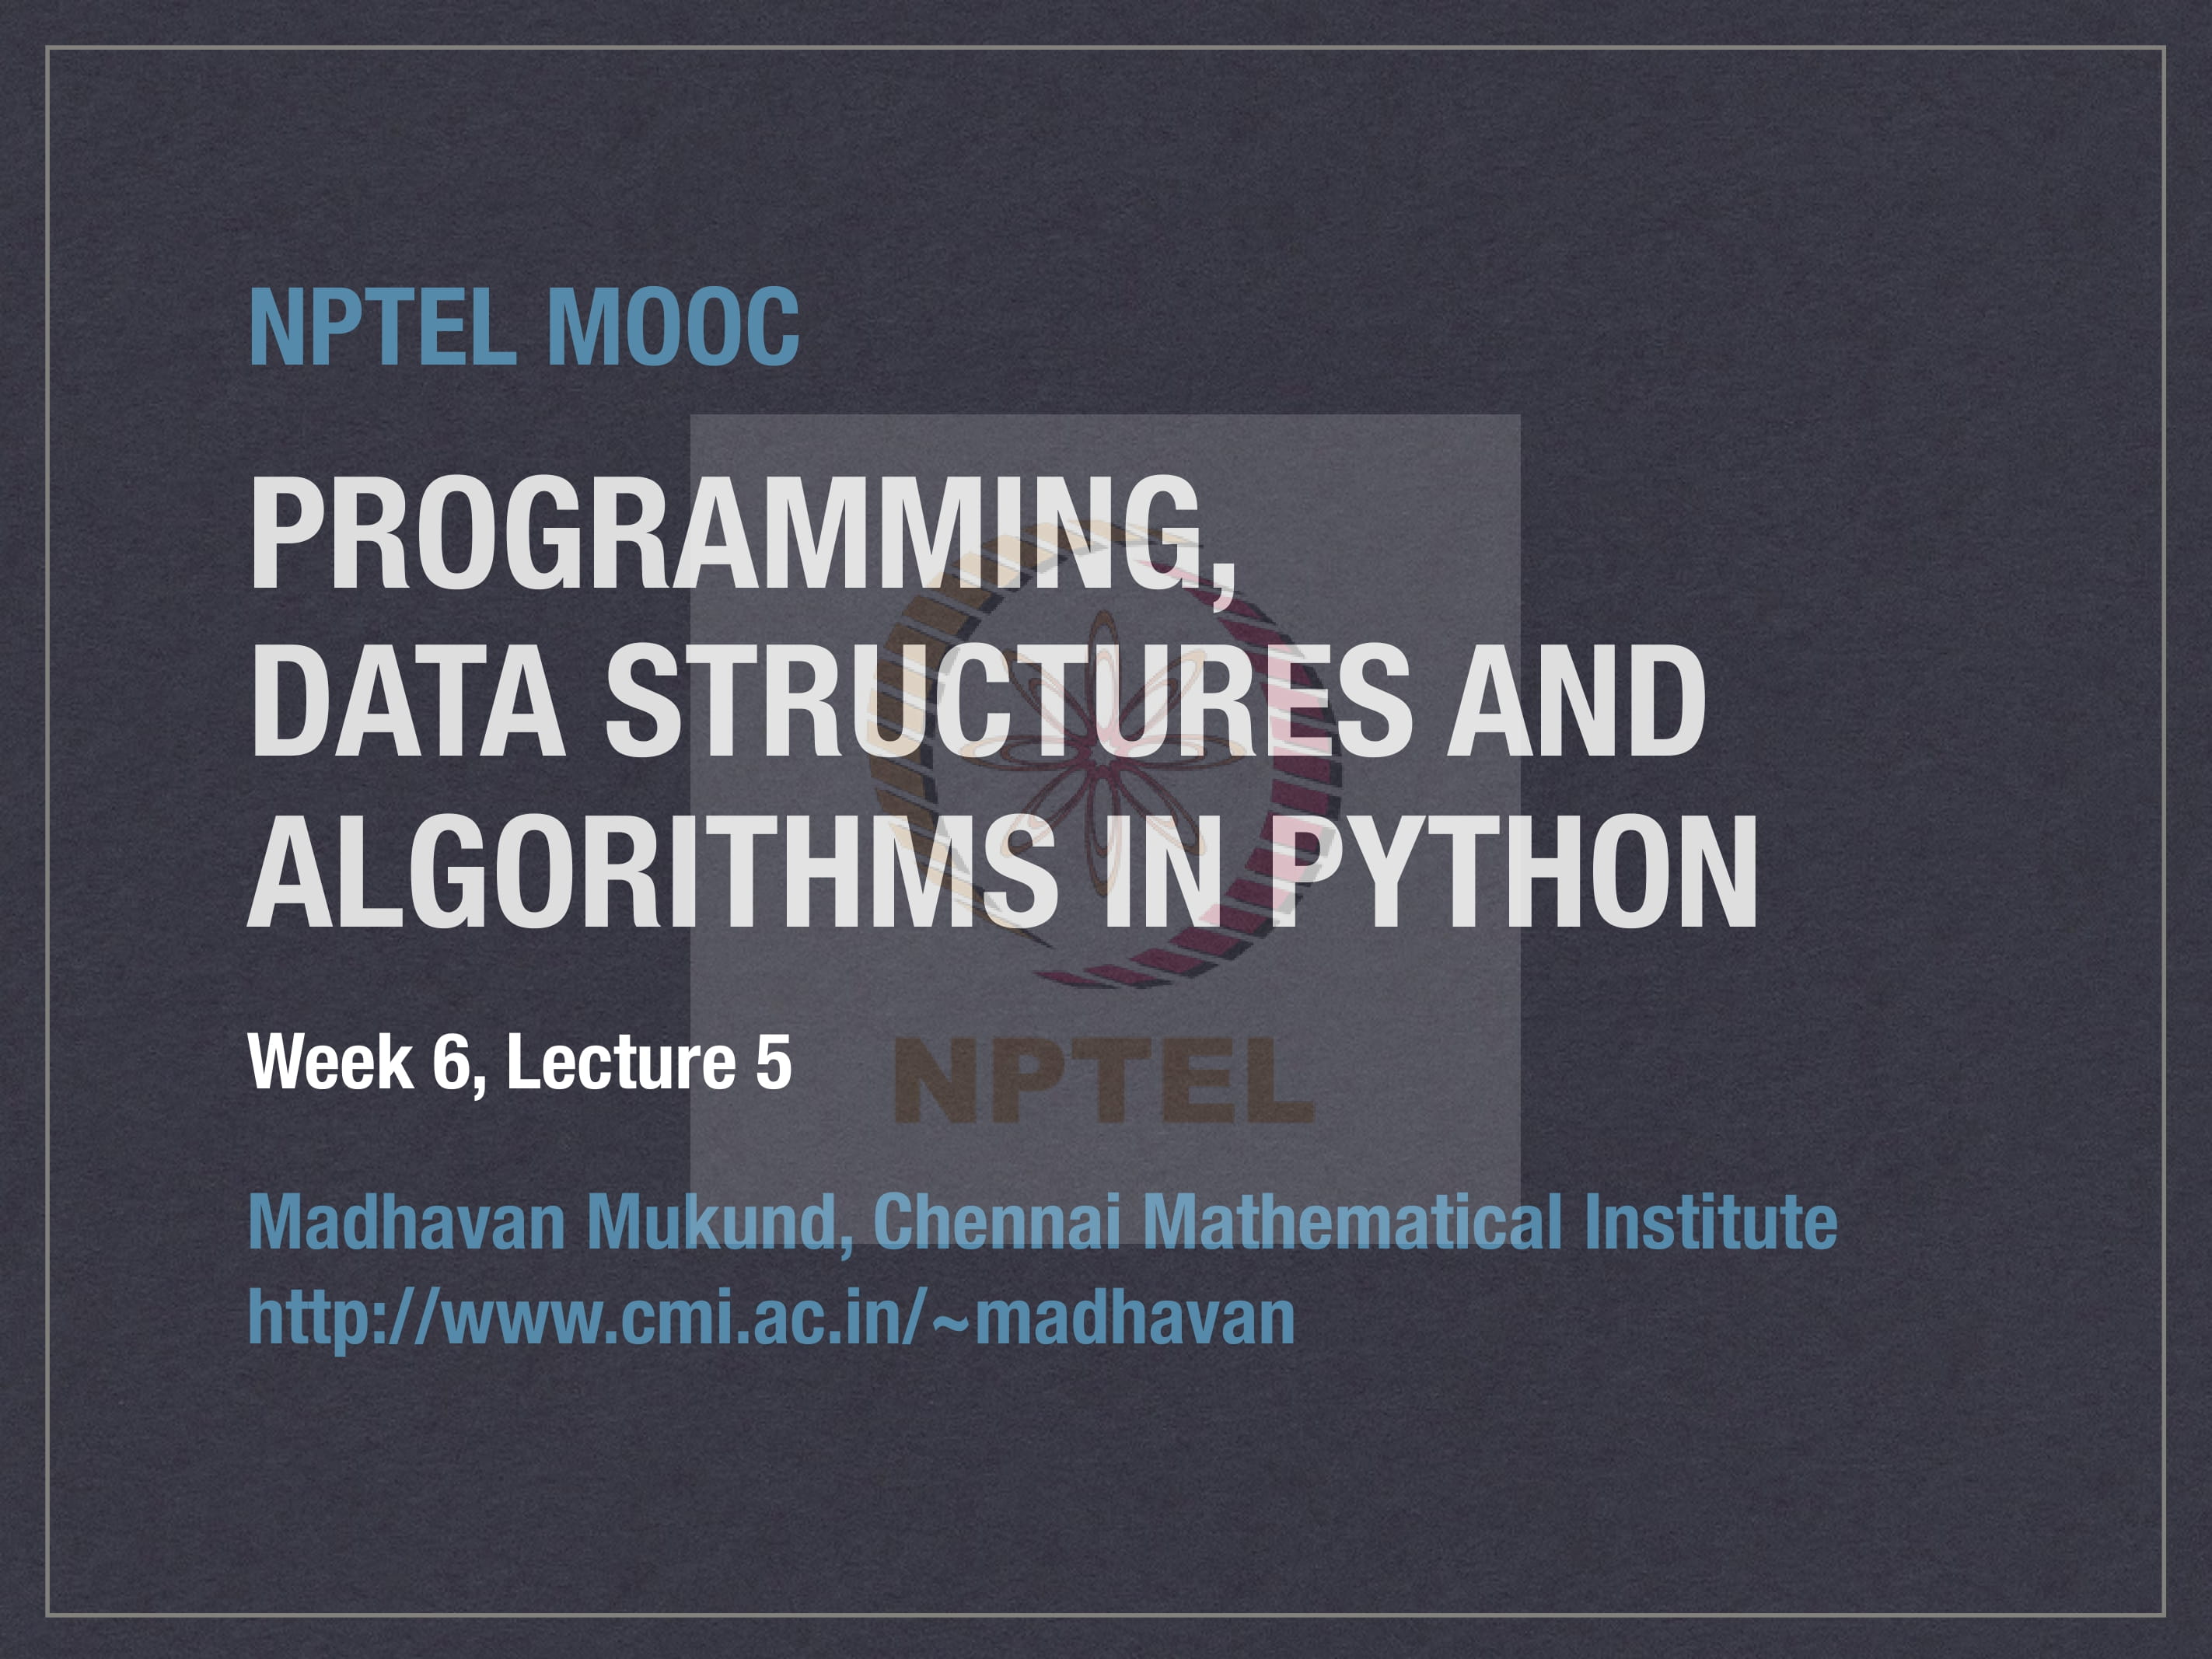 NPTEL MOOC
PROGRAMMING,
DATA STRUCTURES AND
ALGORITHMS IN PYTHON
Week 6, Lecture 5
NPTEL
Madhavan Mukund, Chennai Mathematical Institute
http://www.cmi.ac.in/~madhavan